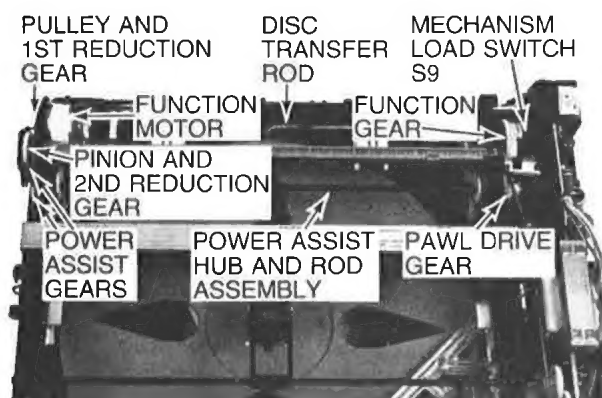 PULLEY AND
1ST REDUCTION
GEAR
DISC
TRANSFER
ROD
MECHANISM
LOAD SWITCH
S9
FUNCTION
MOTOR
FUNCTION
GEAR
PINION AND
2ND REDUCTION
GEAR
POWER
ASSIST
GEARS
POWER ASSIST
HUB AND ROD
ASSEMBLY
PAWL DRIVE
GEAR